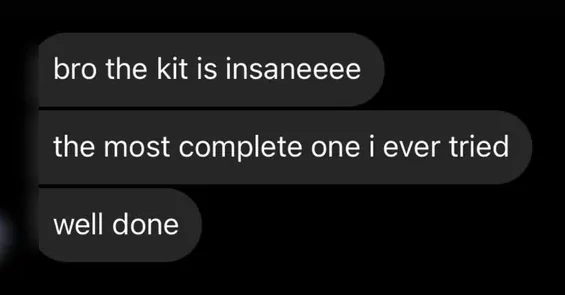 bro the kit is insaneeee
the most complete one i ever tried
well done